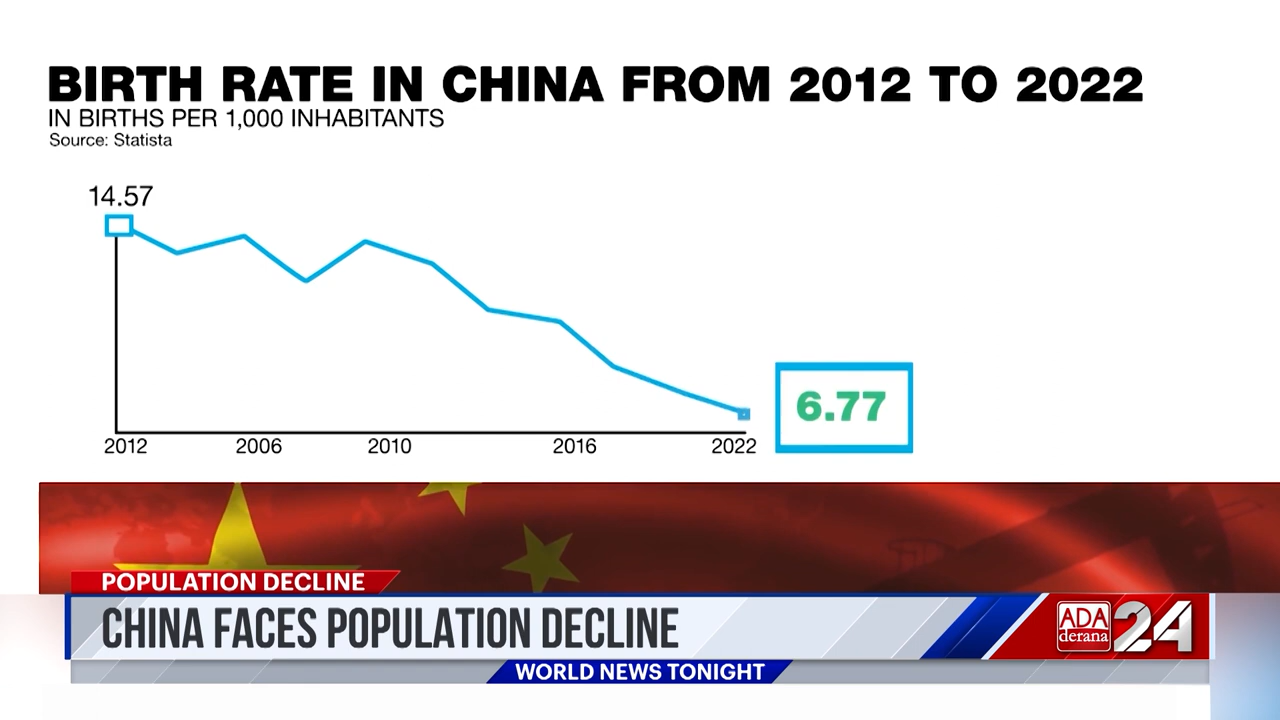 BIRTH RATE IN CHINA FROM 2012 TO 2022
IN BIRTHS PER 1,000 INHABITANTS
Source: Statista
14.57
6.77
2012 2006 2010 2016 2022
POPULATION DECLINE
CHINA FACES POPULATION DECLINE
ADA
derana
24
WORLD NEWS TONIGHT